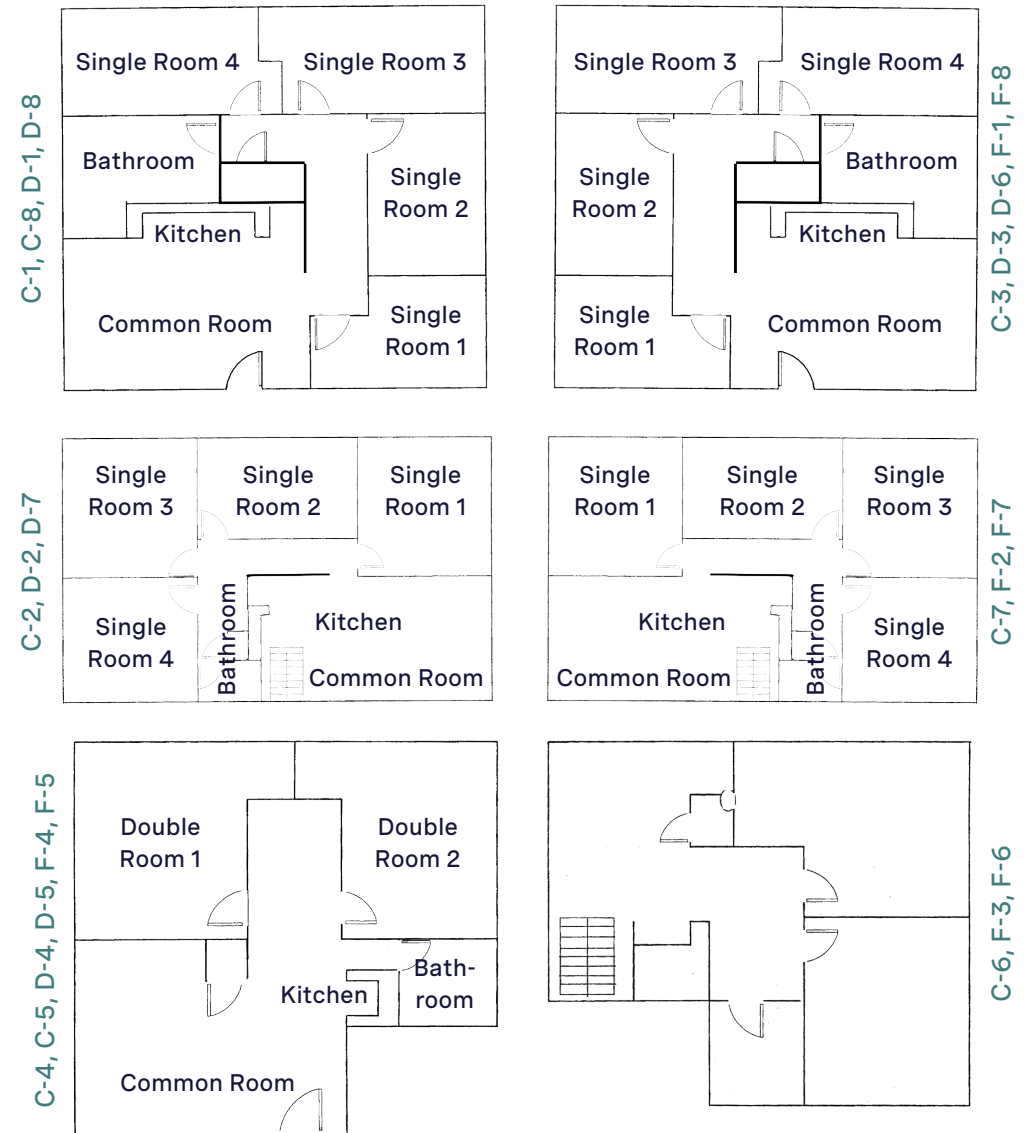 C-1, C-8, D-1, D-8
Single Room 4
Single Room 3
Bathroom
Single
Room 2
Kitchen
Common Room
Single
Room 1
Single Room 3
Single Room 4
Single
Room 2
Bathroom
Kitchen
Single
Room 1
Common Room
C-3, D-3, D-6, F-1, F-8
C-2, D-2, D-7
Single
Room 3
Single
Room 2
Single
Room 1
Single
Room 4
Bathroom
Kitchen
Common Room
Single
Room 1
Single
Room 2
Single
Room 3
Kitchen
Common Room
Bathroom
Single
Room 4
C-7, F-2, F-7
C-4, C-5, D-4, D-5, F-4, F-5
Double
Room 1
Double
Room 2
Kitchen
Bath-
room
Common Room
C-6, F-3, F-6